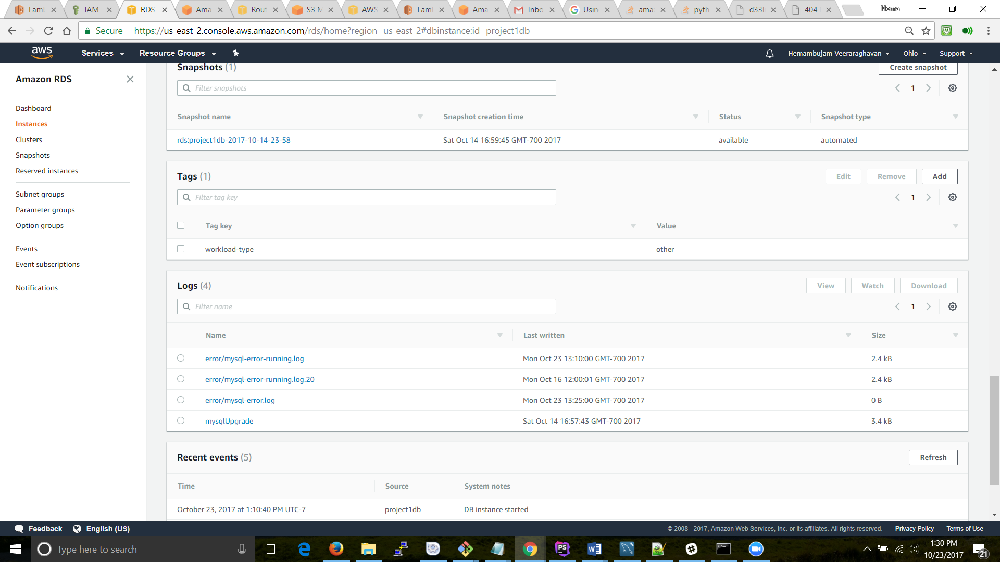 Laml
IAM
RDS
Ama
Rout
S3 M
AWS
Laml
Ama
Inbo
Usin
ama
pyth
d33l
404
Hema
Secure
https://us-east-2.console.aws.amazon.com/rds/home?region=us-east-2#dbinstance:id=project1db
aws
Services
Resource Groups
Hemambujam Veeraraghavan
Ohio
Support
Amazon RDS
Dashboard
Instances
Clusters
Snapshots
Reserved instances
Subnet groups
Parameter groups
Option groups
Events
Event subscriptions
Notifications
Snapshots (1)
Create snapshot
Filter snapshots
1
Snapshot name Snapshot creation time Status Snapshot type
rds:project1db-2017-10-14-23-58 Sat Oct 14 16:59:45 GMT-700 2017 available automated
Tags (1)
Edit Remove Add
Filter tag key
1
Tag key Value
workload-type other
Logs (4)
View Watch Download
Filter name
1
Name Last written Size
error/mysql-error-running.log Mon Oct 23 13:10:00 GMT-700 2017 2.4 kB
error/mysql-error-running.log.20 Mon Oct 16 12:00:01 GMT-700 2017 2.4 kB
error/mysql-error.log Mon Oct 23 13:25:00 GMT-700 2017 0 B
mysqlUpgrade Sat Oct 14 16:57:43 GMT-700 2017 3.4 kB
Recent events (5)
Refresh
Time Source System notes
October 23, 2017 at 1:10:40 PM UTC-7 project1db DB instance started
Feedback English (US)
© 2008 - 2017, Amazon Web Services, Inc. or its affiliates. All rights reserved. Privacy Policy Terms of Use
Type here to search
PS
1:30 PM
10/23/2017
21